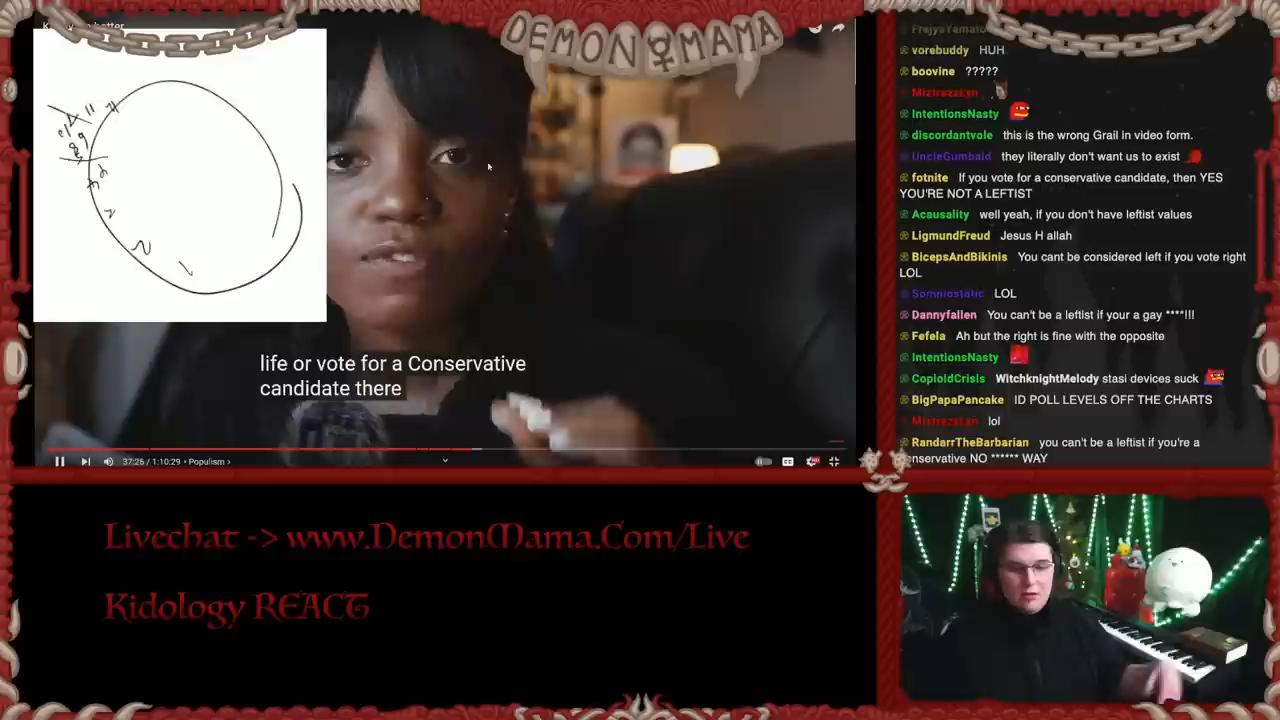 DEMON MAMA
life or vote for a Conservative
candidate there
37:26 / 1:10:29 • Populism ›
vorebuddy HUH
boovine ?????
MiztrezzLyn
IntentionsNasty
discordantvole this is the wrong Grail in video form.
UncleGumbald they literally don't want us to exist
fotnite If you vote for a conservative candidate, then YES
YOU'RE NOT A LEFTIST
Acausality well yeah, if you don't have leftist values
LigmundFreud Jesus H allah
BicepsAndBikinis You cant be considered left if you vote right
LOL
Somniostatic LOL
Dannyfallen You can't be a leftist if your a gay ****!!!
Fefela Ah but the right is fine with the opposite
IntentionsNasty
CopioidCrisis WitchknightMelody stasi devices suck
BigPapaPancake ID POLL LEVELS OFF THE CHARTS
MiztrezzLyn lol
RandarrTheBarbarian you can't be a leftist if you're a
nservative NO ****** WAY
Livechat -> www.DemonMama.Com/Live
Kidology REACT